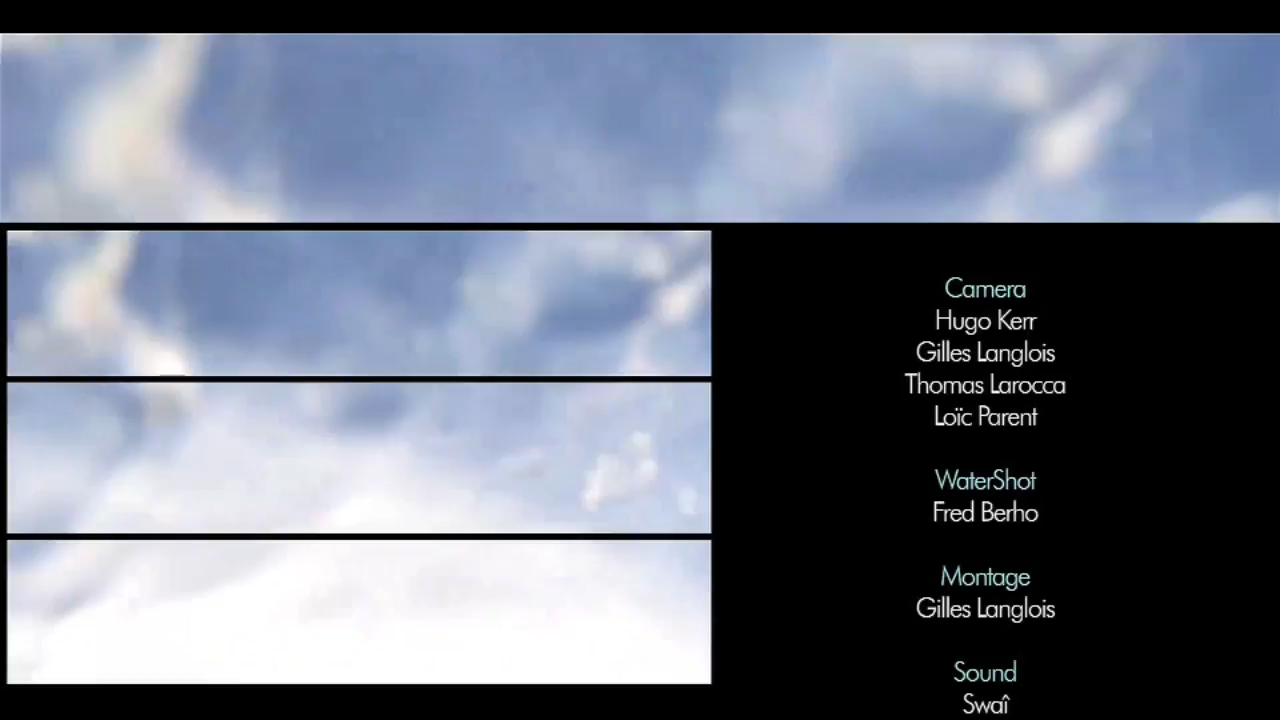 Camera
Hugo Kerr
Gilles Langlois
Thomas Larocca
Loïc Parent
WaterShot
Fred Berho
Montage
Gilles Langlois
Sound
Swaî